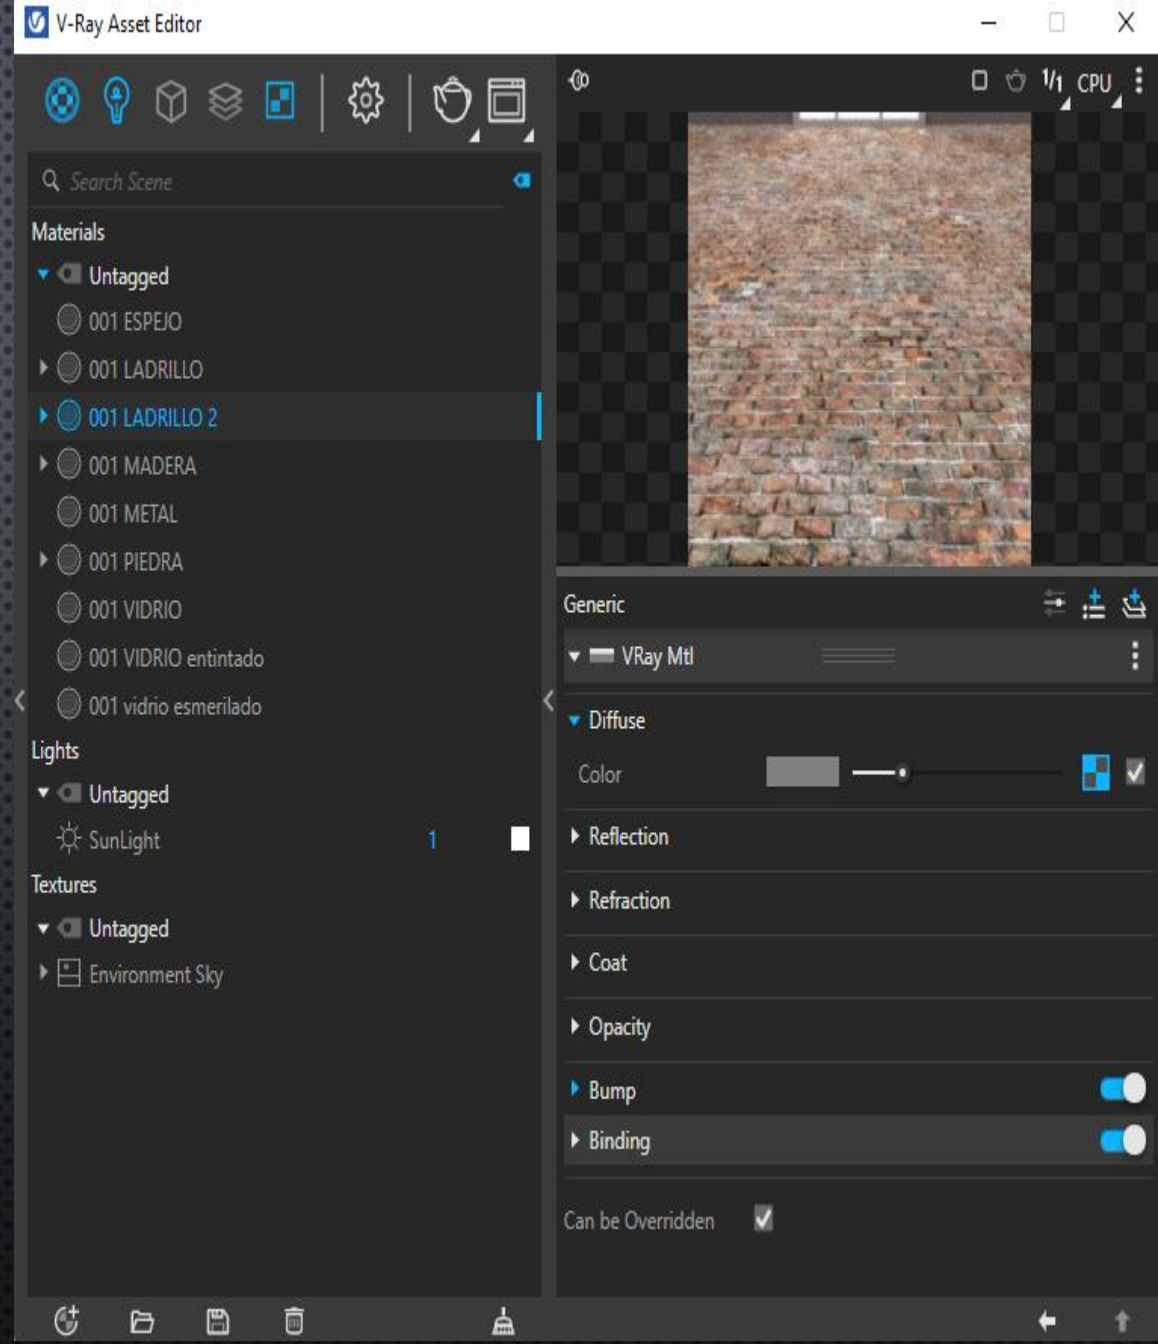 V-Ray Asset Editor
1/1 CPU
Search Scene
Materials
Untagged
001 ESPEJO
001 LADRILLO
001 LADRILLO 2
001 MADERA
001 METAL
001 PIEDRA
001 VIDRIO
001 VIDRIO entintado
001 vidrio esmerilado
Lights
Untagged
SunLight 1
Textures
Untagged
Environment Sky
Generic
VRay Mtl
Diffuse
Color
Reflection
Refraction
Coat
Opacity
Bump
Binding
Can be Overridden